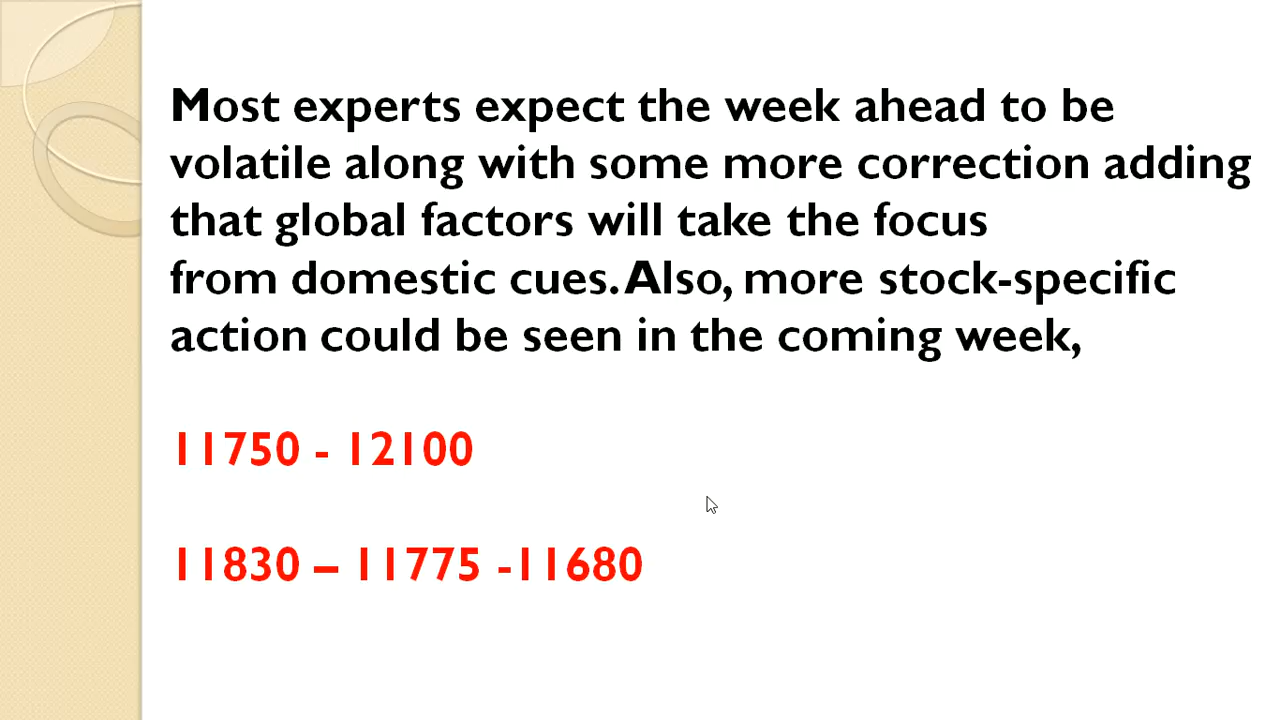 Most experts expect the week ahead to be
volatile along with some more correction adding
that global factors will take the focus
from domestic cues. Also, more stock-specific
action could be seen in the coming week,
11750 - 12100
11830 – 11775 -11680